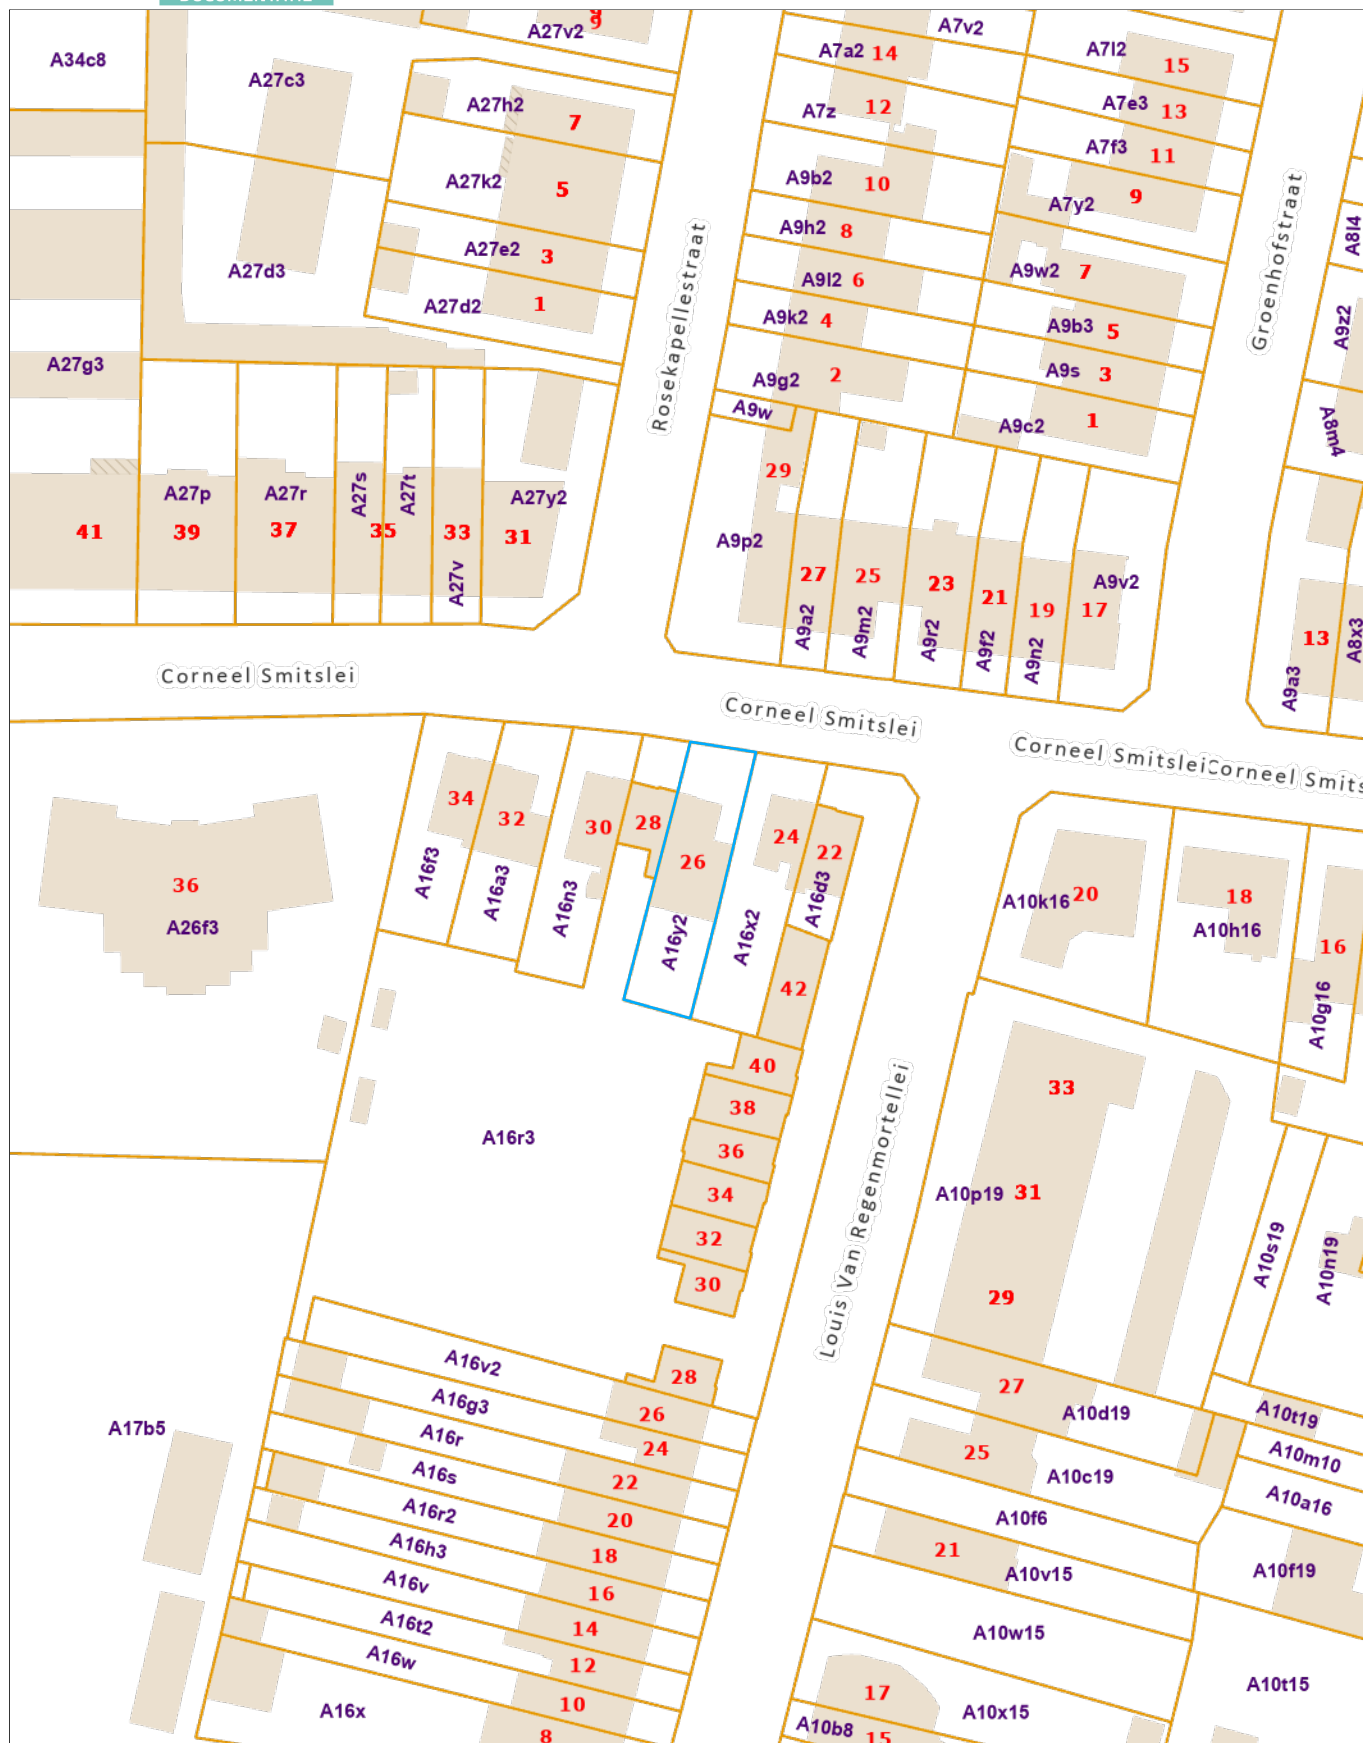 9
9
A27v2
A7v2
A34c8
A27c3
A7a2 14
A7l2
15
A27h2
7
A7z
12
A7e3
13
A7f3
11
A27k2
5
A9b2
10
A7y2
9
A9h2
8
A8l4
A27e2
3
A27d3
A9l2 6
A9w2
7
A27d2
1
A9k2 4
A9b3 5
A9z2
Rosekapellestraat
Groenhofstraat
A27g3
A9g2
2
A9s
3
A9w
A9c2
1
A8m4
29
A27p
A27r
A27s
A27t
A27y2
41
39
37
35
33
31
A27v
A9p2
27
25
23
21
19
17
A9v2
A9a2
A9m2
A9r2
A9f2
A9n2
13
A9a3
A8x3
Corneel Smitslei
Corneel Smitslei
Corneel Smitslei
Corneel Smits
34
32
30
28
26
24
22
A16f3
A16a3
A16n3
A16y2
A16x2
A16d3
36
A26f3
A10k16
20
18
A10h16
16
A10g16
42
40
38
36
34
32
30
A16r3
Louis Van Regenmortellei
33
A10p19
31
29
A10s19
A10n19
A16v2
28
A16g3
26
A16r
24
A16s
22
A16r2
20
A16h3
18
A16v
16
A16t2
14
A16w
12
A16x
10
8
A17b5
27
A10d19
A10t19
25
A10c19
A10m10
A10a16
A10f6
21
A10v15
A10f19
A10w15
A10t15
17
A10x15
A10b8
15